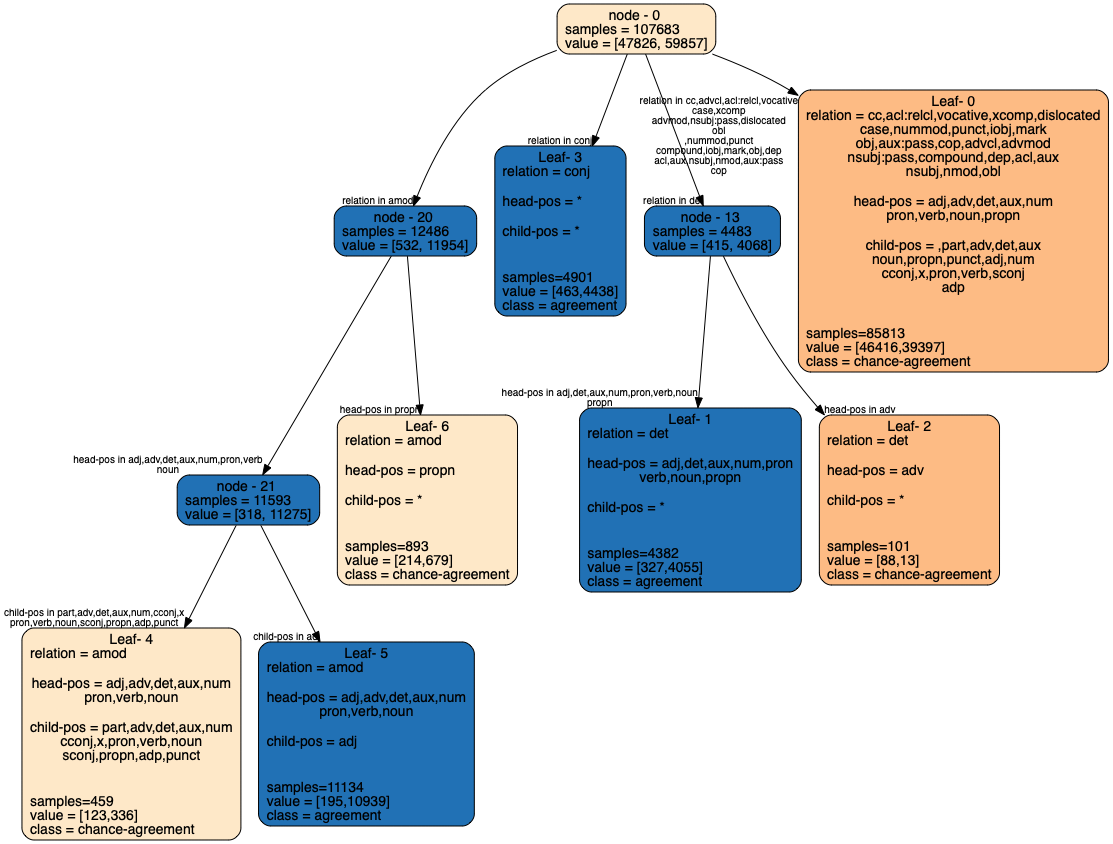 node - 0
samples = 107683
value = [47826, 59857]
relation in cc,advcl,acl:relcl,vocative
case,xcomp
advmod,nsubj:pass,dislocated
obl
,nummod,punct
compound,iobj,mark,obj,dep
acl,aux,nsubj,nmod,aux:pass
cop
relation in amod
node - 20
samples = 12486
value = [532, 11954]
relation in conj
Leaf- 3
relation = conj
head-pos = *
child-pos = *
samples=4901
value = [463,4438]
class = agreement
relation in det
node - 13
samples = 4483
value = [415, 4068]
Leaf- 0
relation = cc,acl:relcl,vocative,xcomp,dislocated
case,nummod,punct,iobj,mark
obj,aux:pass,cop,advcl,advmod
nsubj:pass,compound,dep,acl,aux
nsubj,nmod,obl
head-pos = adj,adv,det,aux,num
pron,verb,noun,propn
child-pos = ,part,adv,det,aux
noun,propn,punct,adj,num
cconj,x,pron,verb,sconj
adp
samples=85813
value = [46416,39397]
class = chance-agreement
head-pos in adj,adv,det,aux,num,pron,verb
noun
node - 21
samples = 11593
value = [318, 11275]
head-pos in propn
Leaf- 6
relation = amod
head-pos = propn
child-pos = *
samples=893
value = [214,679]
class = chance-agreement
head-pos in adj,det,aux,num,pron,verb,noun
propn
Leaf- 1
relation = det
head-pos = adj,det,aux,num,pron
verb,noun,propn
child-pos = *
samples=4382
value = [327,4055]
class = agreement
head-pos in adv
Leaf- 2
relation = det
head-pos = adv
child-pos = *
samples=101
value = [88,13]
class = chance-agreement
child-pos in part,adv,det,aux,num,cconj,x
pron,verb,noun,sconj,propn,adp,punct
Leaf- 4
relation = amod
head-pos = adj,adv,det,aux,num
pron,verb,noun
child-pos = part,adv,det,aux,num
cconj,x,pron,verb,noun
sconj,propn,adp,punct
samples=459
value = [123,336]
class = chance-agreement
child-pos in adj
Leaf- 5
relation = amod
head-pos = adj,adv,det,aux,num
pron,verb,noun
child-pos = adj
samples=11134
value = [195,10939]
class = agreement